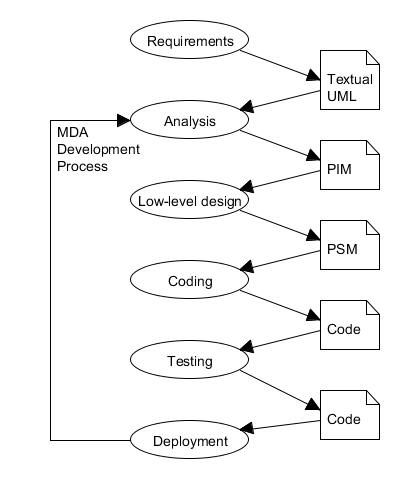 Requirements
Textual
UML
Analysis
MDA
Development
Process
PIM
Low-level design
PSM
Coding
Code
Testing
Code
Deployment